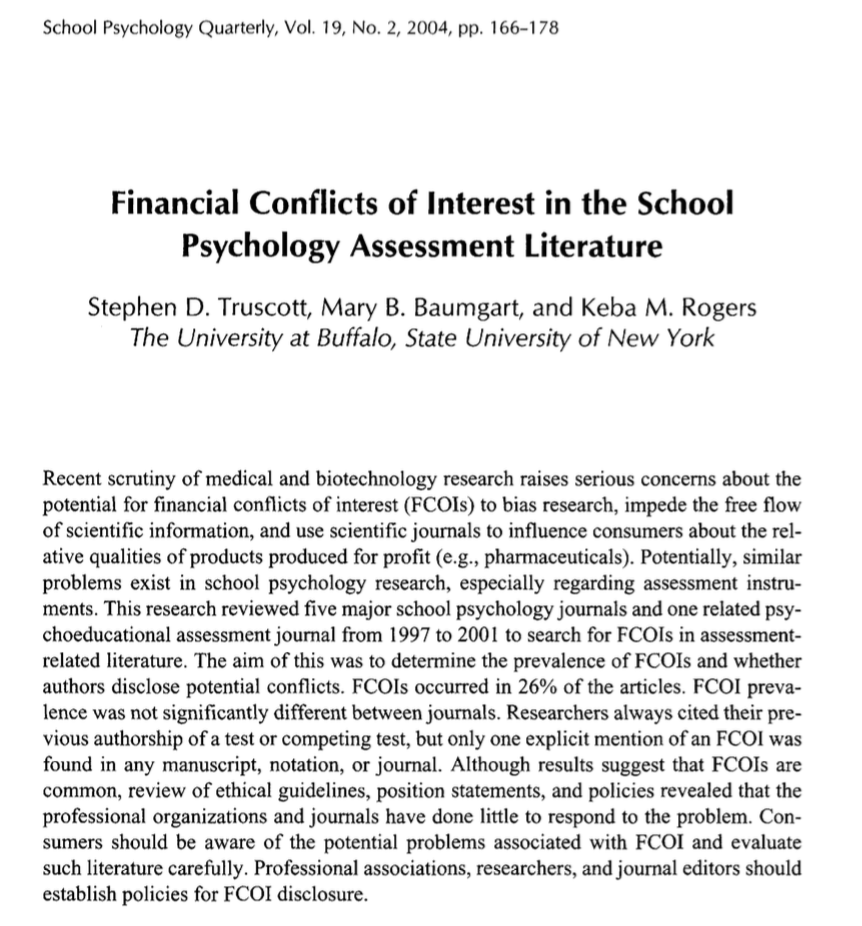 School Psychology Quarterly, Vol. 19, No. 2, 2004, pp. 166–178
Financial Conflicts of Interest in the School
Psychology Assessment Literature
Stephen D. Truscott, Mary B. Baumgart, and Keba M. Rogers
The University at Buffalo, State University of New York
Recent scrutiny of medical and biotechnology research raises serious concerns about the
potential for financial conflicts of interest (FCOIs) to bias research, impede the free flow
of scientific information, and use scientific journals to influence consumers about the rel-
ative qualities of products produced for profit (e.g., pharmaceuticals). Potentially, similar
problems exist in school psychology research, especially regarding assessment instru-
ments. This research reviewed five major school psychology journals and one related psy-
choeducational assessment journal from 1997 to 2001 to search for FCOIs in assessment-
related literature. The aim of this was to determine the prevalence of FCOIs and whether
authors disclose potential conflicts. FCOIs occurred in 26% of the articles. FCOI preva-
lence was not significantly different between journals. Researchers always cited their pre-
vious authorship of a test or competing test, but only one explicit mention of an FCOI was
found in any manuscript, notation, or journal. Although results suggest that FCOIs are
common, review of ethical guidelines, position statements, and policies revealed that the
professional organizations and journals have done little to respond to the problem. Con-
sumers should be aware of the potential problems associated with FCOI and evaluate
such literature carefully. Professional associations, researchers, and journal editors should
establish policies for FCOI disclosure.